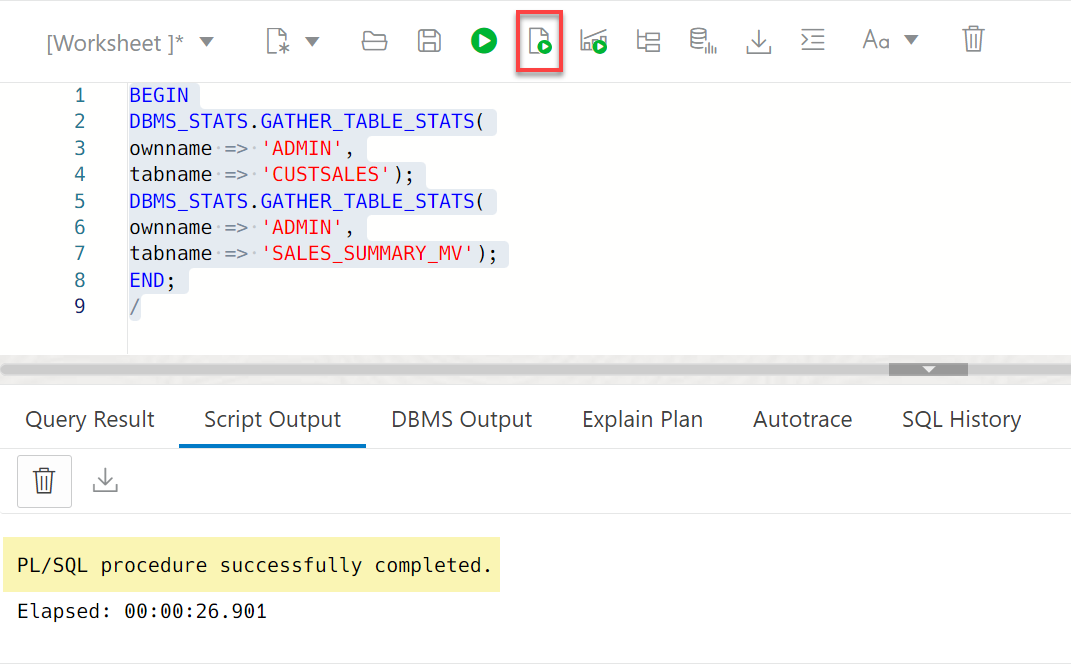 [Worksheet ]*
Aa
1 BEGIN
2 DBMS_STATS.GATHER_TABLE_STATS(
3 ownname => 'ADMIN',
4 tabname => 'CUSTSALES');
5 DBMS_STATS.GATHER_TABLE_STATS(
6 ownname => 'ADMIN',
7 tabname => 'SALES_SUMMARY_MV');
8 END;
9 /
Query Result Script Output DBMS Output Explain Plan Autotrace SQL History
PL/SQL procedure successfully completed.
Elapsed: 00:00:26.901